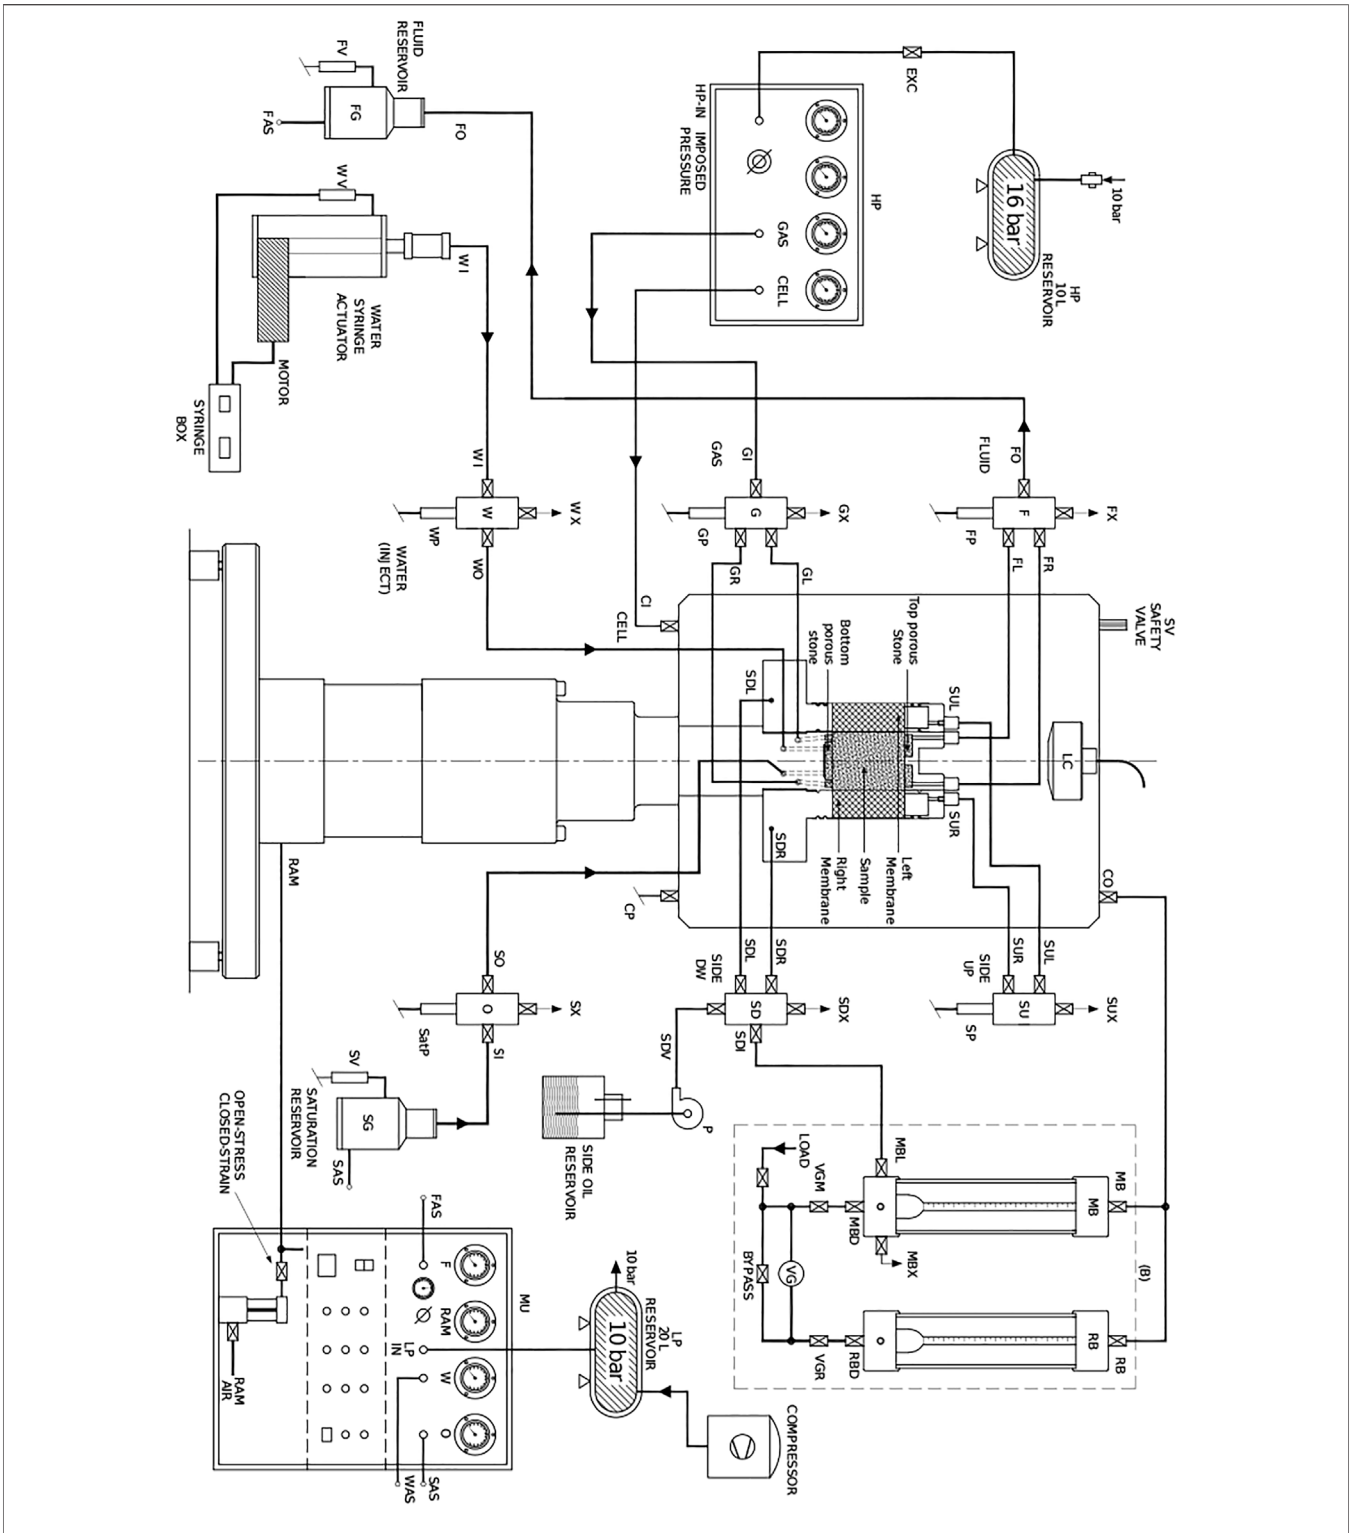 FLUID
RESERVOIR
FV
FG
FAS
FO
EXC
HP-IN
IMPOSED
PRESSURE
GAS
CELL
HP
16 bar
10 bar
HP
10 L
RESERVOIR
WV
WI
WATER
SYRINGE
ACTUATOR
MOTOR
SYRINGE
BOX
WI
W
WX
WP
WO
WATER
(INJECT)
GI
GAS
G
GX
GP
GR
GL
FO
FLUID
F
FX
FP
FL
FR
CI
CELL
SV
SAFETY
VALVE
Top porous
Stone
Bottom
porous
stone
SUL
SUR
SDL
SDR
LC
Left
Membrane
Sample
Right
Membrane
CP
CO
RAM
SO
O
SX
SatP
SI
SV
SG
SAS
SATURATION
RESERVOIR
SDL
SDR
SIDE
DW
SD
SDX
SDI
SDV
P
SIDE OIL
RESERVOIR
SUR
SUL
SIDE
UP
SU
SUX
SP
OPEN-STRESS
CLOSED-STRAIN
MBL
MB
MB
MBD
MBX
VGM
LOAD
BYPASS
VG
(B)
RB
RB
RBD
VGR
FAS
F
RAM
LP
IN
W
O
MU
RAM
AIR
WAS
SAS
10 bar
LP
20 L
RESERVOIR
10 bar
COMPRESSOR